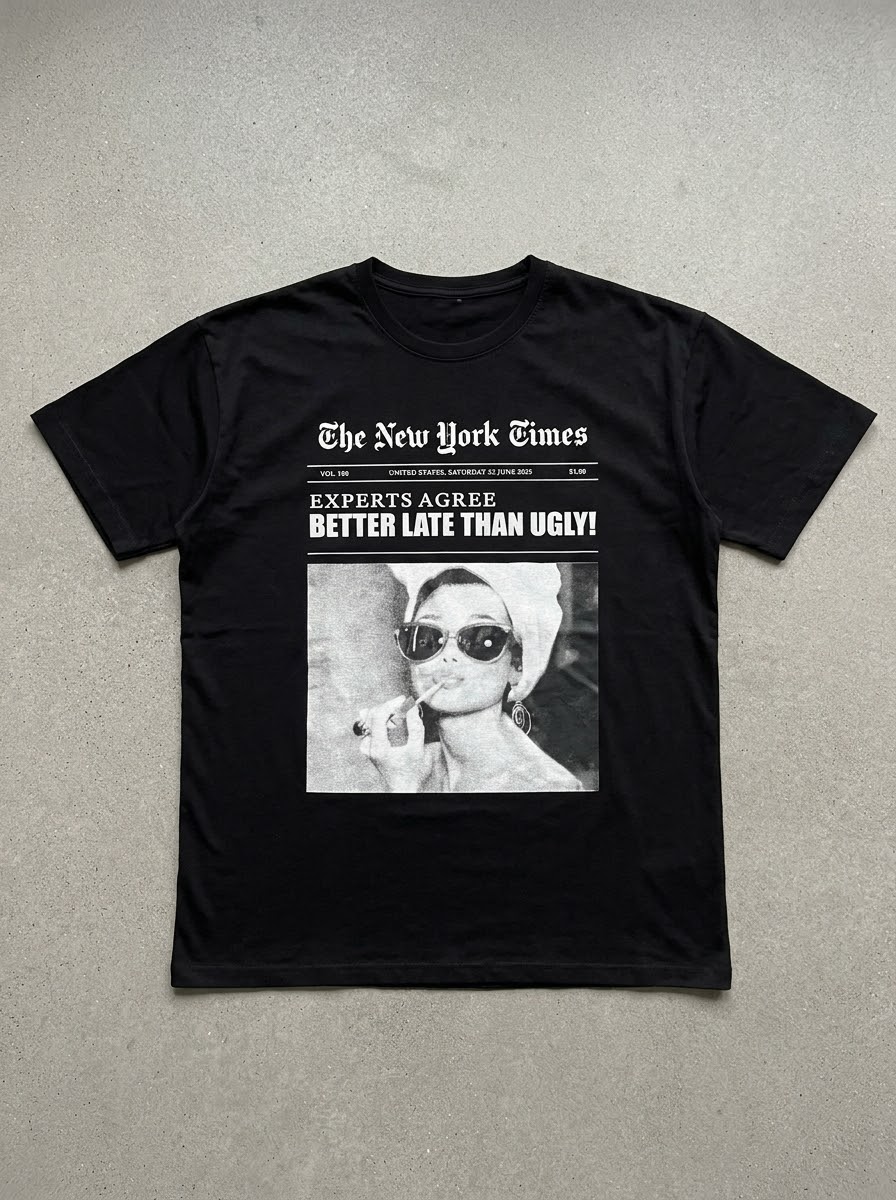 The New York Times
VOL. 100 UNITED STATES, SATURDAY 32 JUNE 2025 $1.00
EXPERTS AGREE
BETTER LATE THAN UGLY!